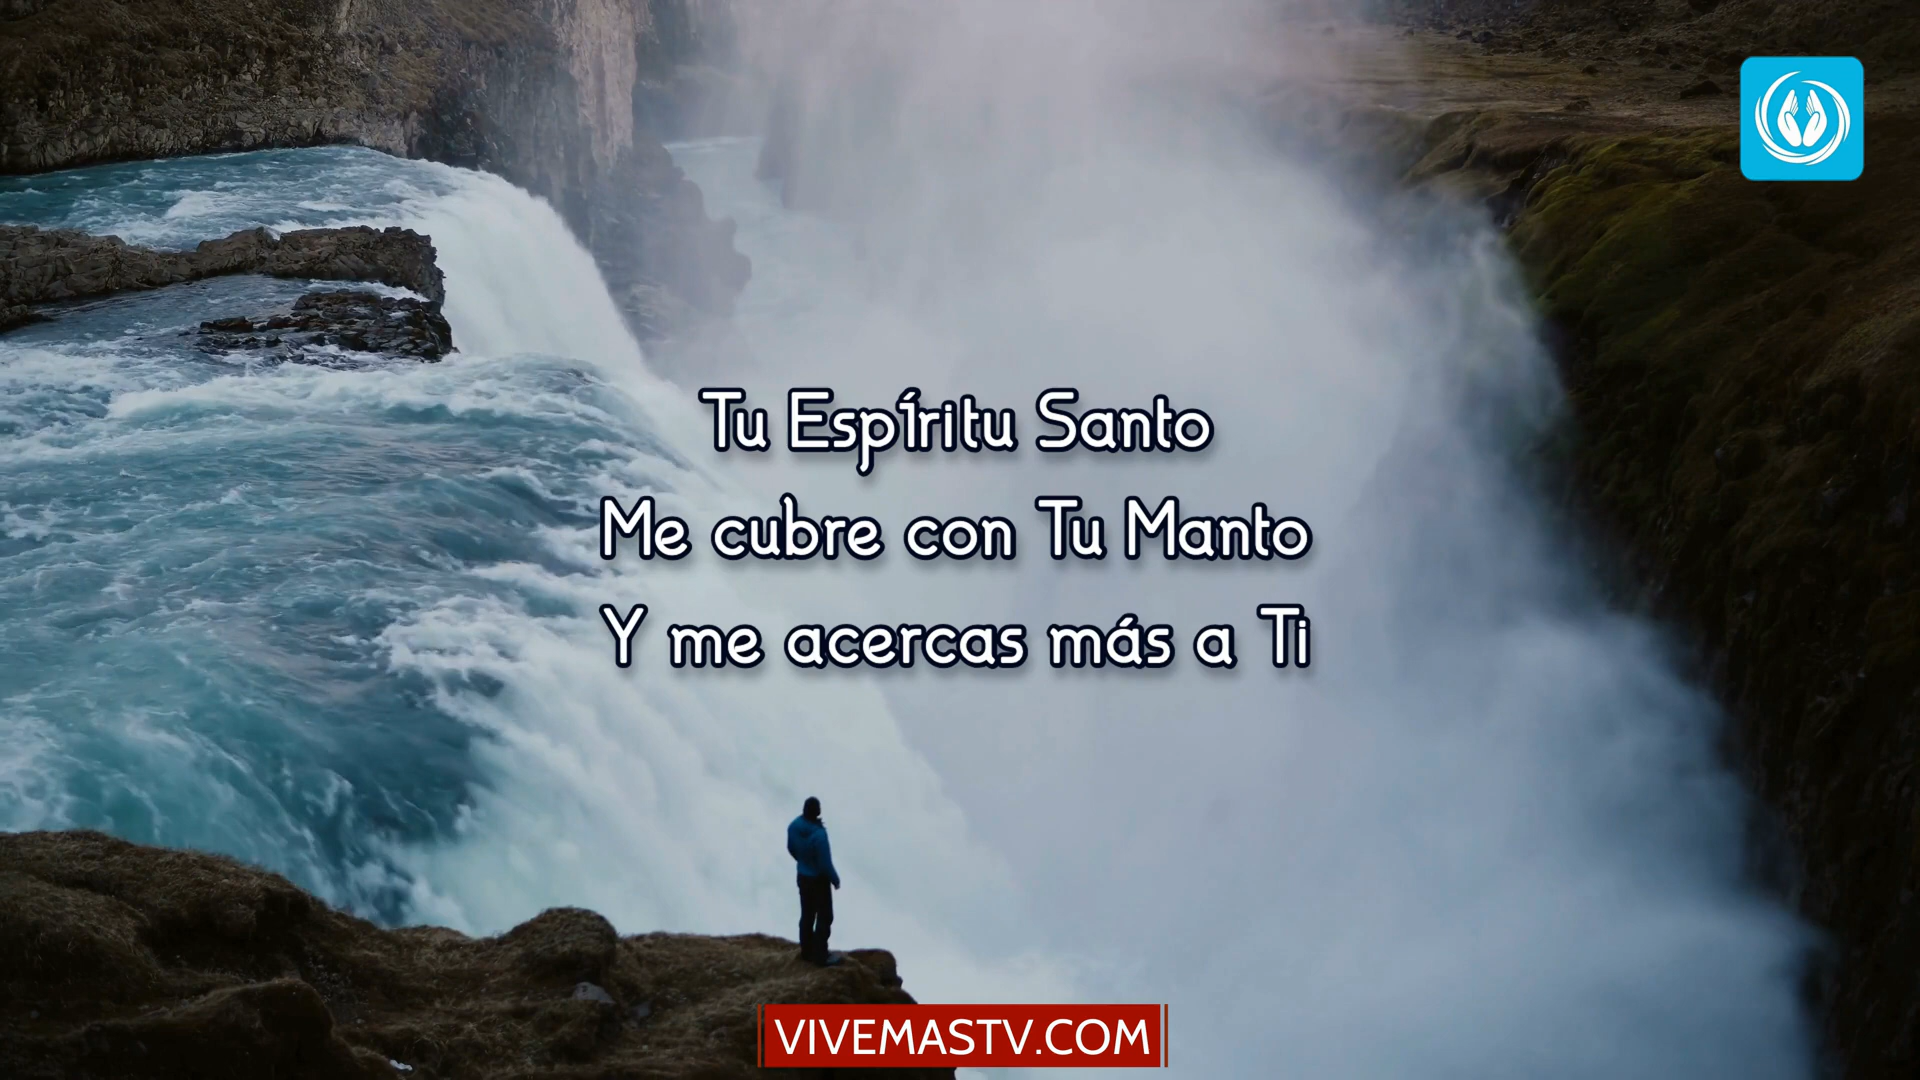 Tu Espíritu Santo
Me cubre con Tu Manto
Y me acercas más a Ti
VIVEMASTV.COM